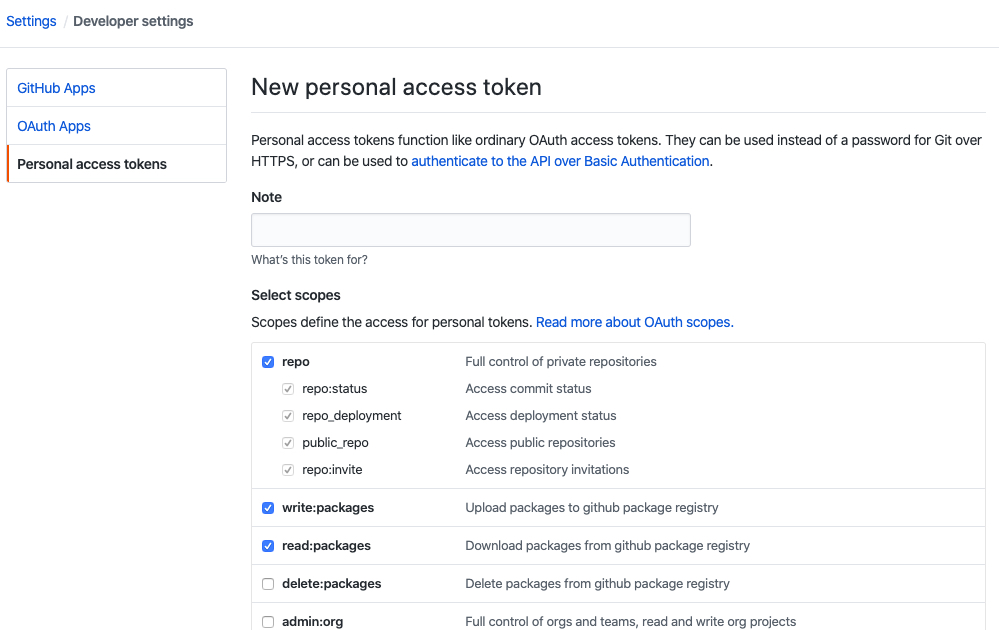 Settings / Developer settings
GitHub Apps
OAuth Apps
Personal access tokens
New personal access token
Personal access tokens function like ordinary OAuth access tokens. They can be used instead of a password for Git over
HTTPS, or can be used to authenticate to the API over Basic Authentication.
Note
What's this token for?
Select scopes
Scopes define the access for personal tokens. Read more about OAuth scopes.
repo Full control of private repositories
repo:status Access commit status
repo_deployment Access deployment status
public_repo Access public repositories
repo:invite Access repository invitations
write:packages Upload packages to github package registry
read:packages Download packages from github package registry
delete:packages Delete packages from github package registry
admin:org Full control of orgs and teams, read and write org projects